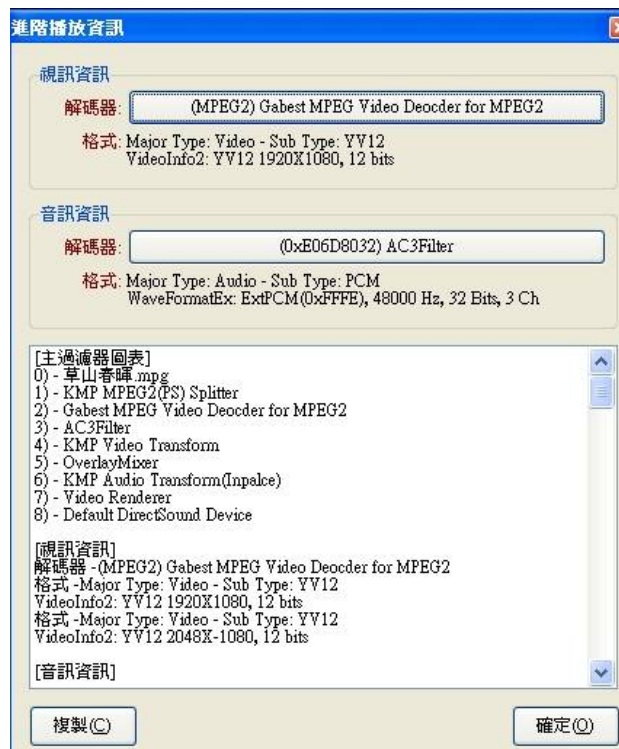 進階播放資訊
視訊資訊
解碼器: (MPEG2) Gabest MPEG Video Deocder for MPEG2
格式: Major Type: Video - Sub Type: YV12
VideoInfo2: YV12 1920X1080, 12 bits
音訊資訊
解碼器: (0xE06D8032) AC3Filter
格式: Major Type: Audio - Sub Type: PCM
WaveFormatEx: ExtPCM(0xFFFE), 48000 Hz, 32 Bits, 3 Ch
[主過濾器圖表]
0) - 草山春暉.mpg
1) - KMP MPEG2(PS) Splitter
2) - Gabest MPEG Video Deocder for MPEG2
3) - AC3Filter
4) - KMP Video Transform
5) - OverlayMixer
6) - KMP Audio Transform(Inpalce)
7) - Video Renderer
8) - Default DirectSound Device
[視訊資訊]
解碼器 -(MPEG2) Gabest MPEG Video Deocder for MPEG2
格式 -Major Type: Video - Sub Type: YV12
VideoInfo2: YV12 1920X1080, 12 bits
格式 -Major Type: Video - Sub Type: YV12
VideoInfo2: YV12 2048X-1080, 12 bits
[音訊資訊]
複製(C) 確定(O)